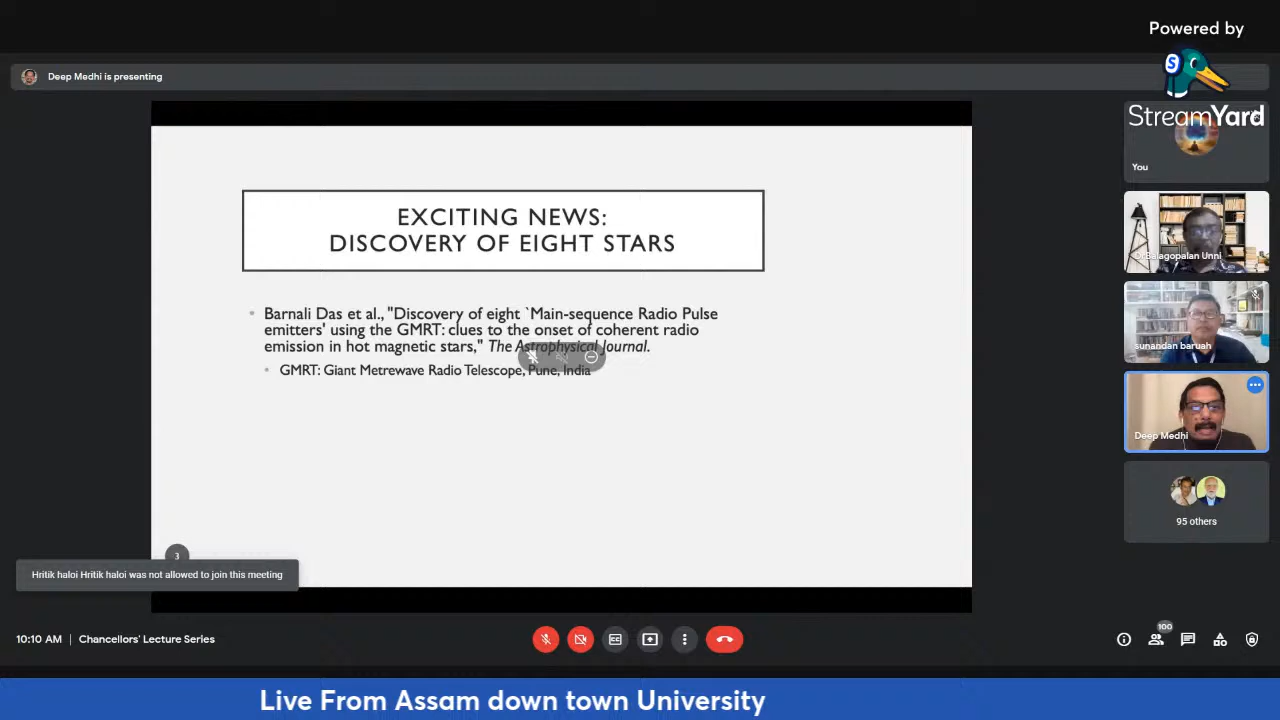 Powered by
StreamYard
Deep Medhi is presenting
You
EXCITING NEWS:
DISCOVERY OF EIGHT STARS
Barnali Das et al., "Discovery of eight `Main-sequence Radio Pulse
emitters' using the GMRT: clues to the onset of coherent radio
emission in hot magnetic stars," The Astrophysical Journal.
GMRT: Giant Metrewave Radio Telescope, Pune, India
Unni
sunandan baruah
Deep Medhi
95 others
3
Hritik haloi Hritik haloi was not allowed to join this meeting
10:10 AM | Chancellors' Lecture Series
100
Live From Assam down town University